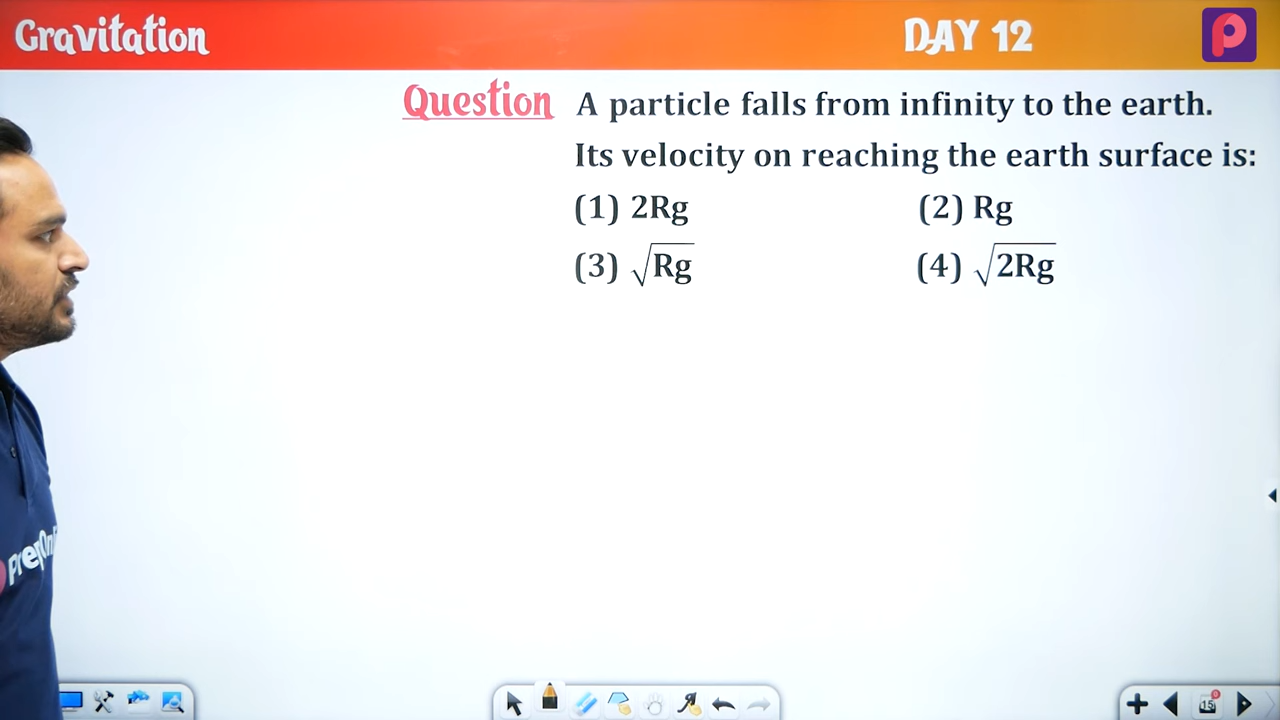 Gravitation
DAY 12
Question A particle falls from infinity to the earth.
Its velocity on reaching the earth surface is:
(1) 2Rg (2) Rg
(3) √Rg (4) √2Rg
15